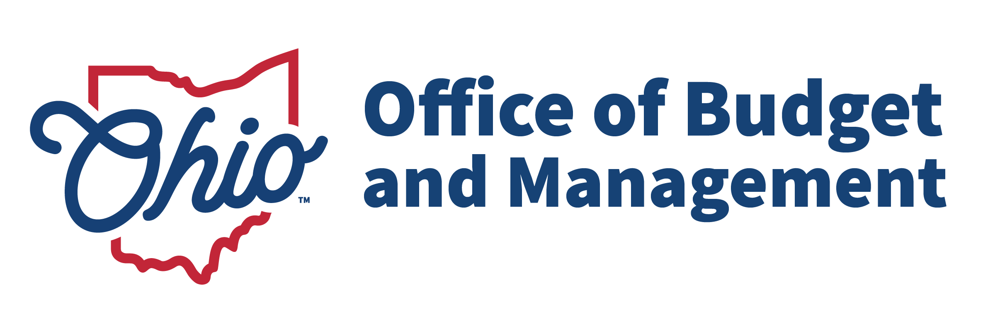 Ohio™
Office of Budget
and Management